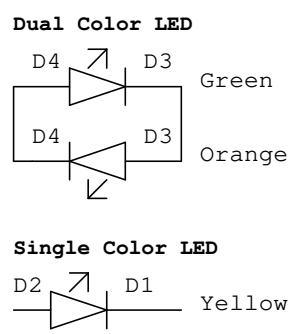 Dual Color LED
D4 D3
Green
D4 D3
Orange
Single Color LED
D2 D1
Yellow